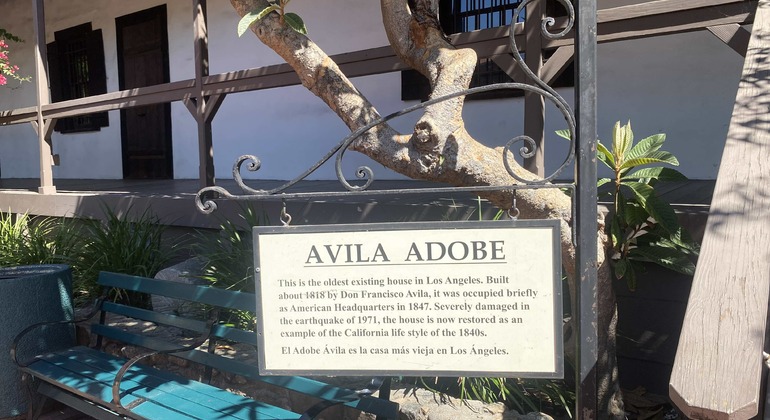 AVILA ADOBE
This is the oldest existing house in Los Angeles. Built
about 1818 by Don Francisco Avila, it was occupied briefly
as American Headquarters in 1847. Severely damaged in
the earthquake of 1971, the house is now restored as an
example of the California life style of the 1840s.
El Adobe Ávila es la casa más vieja en Los Ángeles.